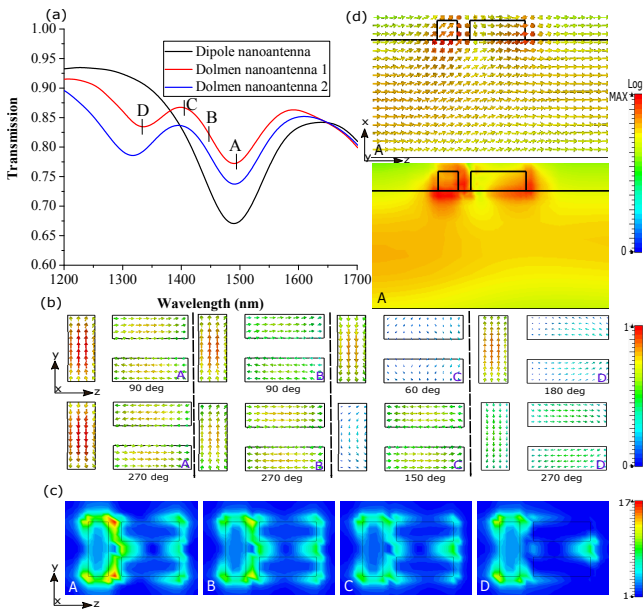 (a)
Dipole nanoantenna
Dolmen nanoantenna 1
Dolmen nanoantenna 2
1.00
0.95
0.90
0.85
0.80
0.75
0.70
0.65
0.60
Transmission
D
C
B
A
1200 1300 1400 1500 1600 1700
Wavelength (nm)
(d)
x
y z
A
A
Log
MAX
0
(b)
y
x z
A
90 deg
B
90 deg
C
60 deg
D
180 deg
A
270 deg
B
270 deg
C
150 deg
D
270 deg
1
0
(c)
A
B
C
D
y
x z
17
1